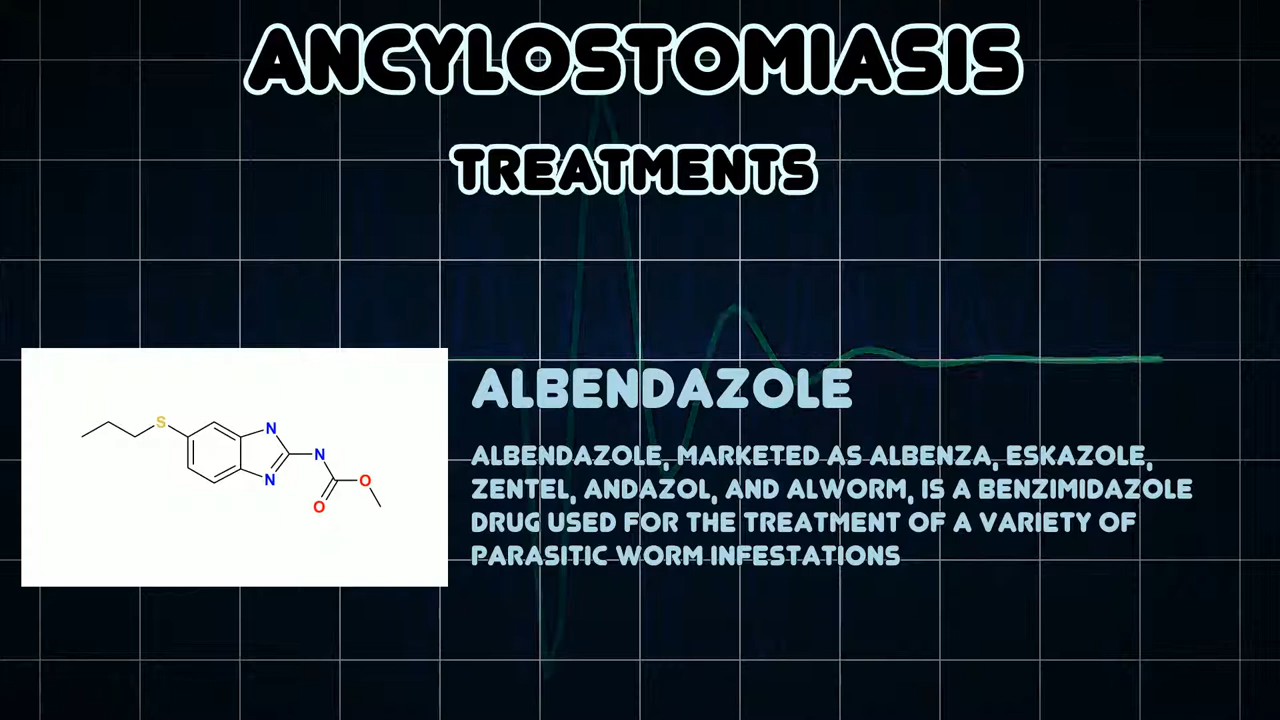 ANCYLOSTOMIASIS
TREATMENTS
ALBENDAZOLE
ALBENDAZOLE, MARKETED AS ALBENZA, ESKAZOLE,
ZENTEL, ANDAZOL, AND ALWORM, IS A BENZIMIDAZOLE
DRUG USED FOR THE TREATMENT OF A VARIETY OF
PARASITIC WORM INFESTATIONS
S
N
N
N
O
O